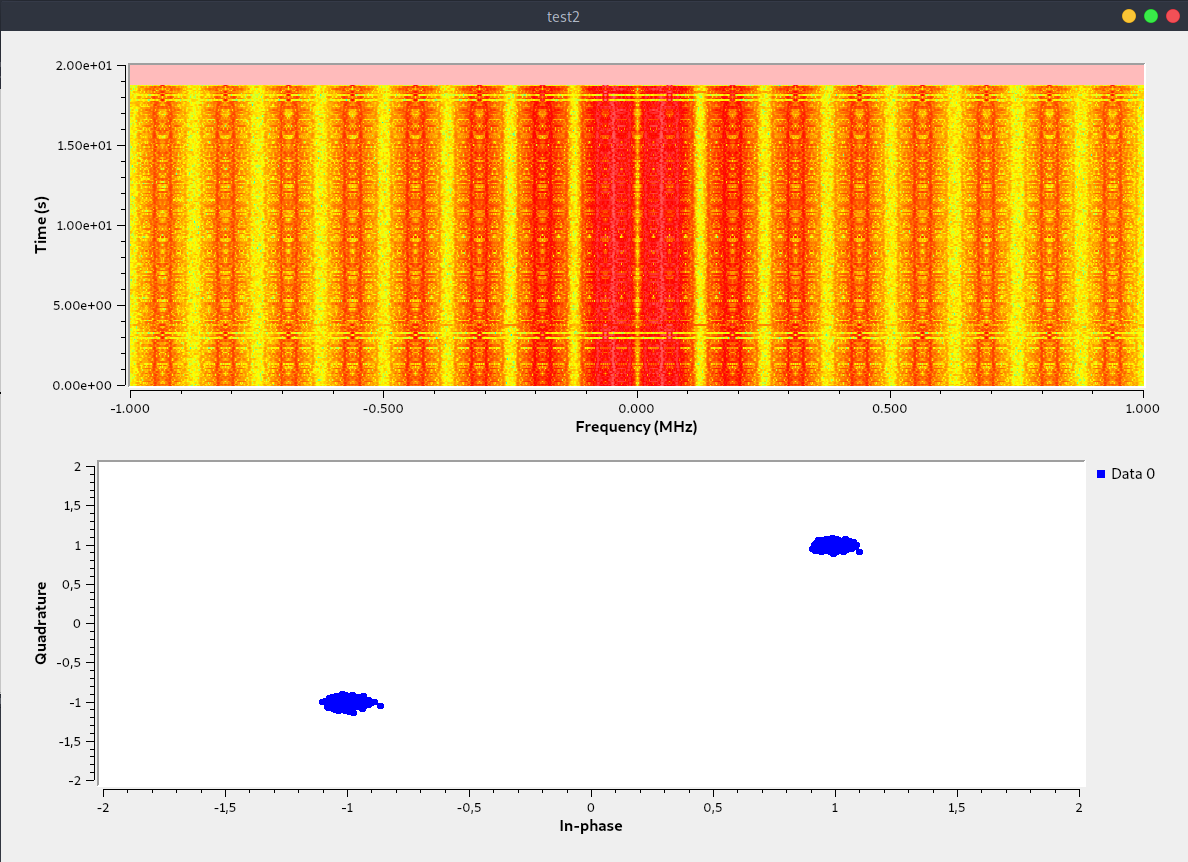 test2
2.00e+01
1.50e+01
1.00e+01
5.00e+00
0.00e+00
Time (s)
-1.000 -0.500 0.000 0.500 1.000
Frequency (MHz)
Data 0
2
1,5
1
0,5
0
-0,5
-1
-1,5
-2
Quadrature
-2 -1,5 -1 -0,5 0 0,5 1 1,5 2
In-phase